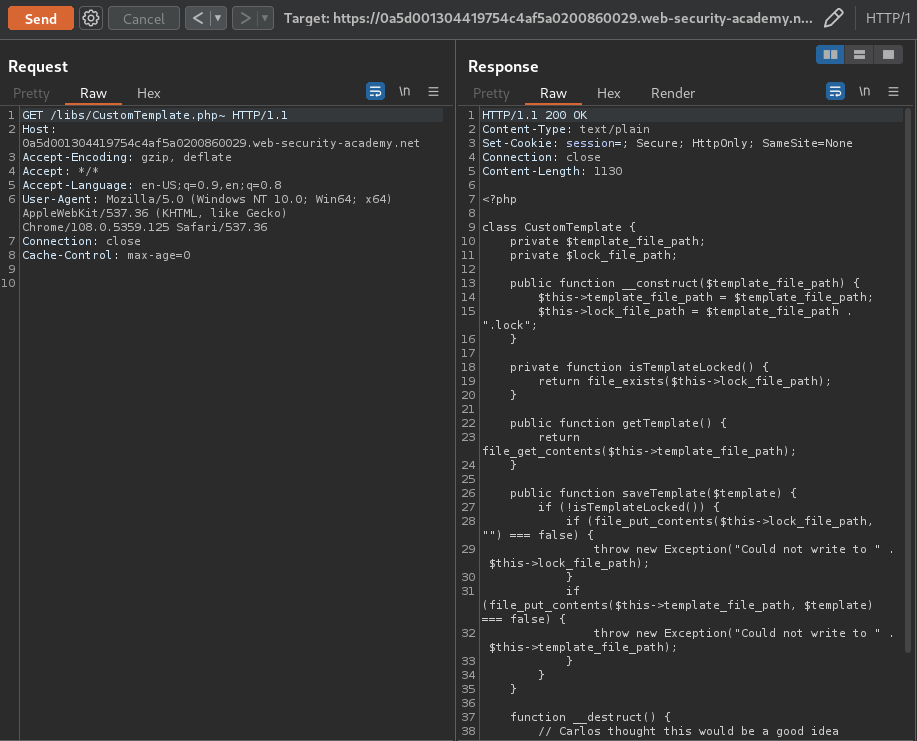 Send Cancel < ▾ > ▾ Target: https://0a5d001304419754c4af5a0200860029.web-security-academy.n... HTTP/1
Request
Pretty Raw Hex \n
1 GET /libs/CustomTemplate.php~ HTTP/1.1
2 Host:
0a5d001304419754c4af5a0200860029.web-security-academy.net
3 Accept-Encoding: gzip, deflate
4 Accept: */*
5 Accept-Language: en-US;q=0.9,en;q=0.8
6 User-Agent: Mozilla/5.0 (Windows NT 10.0; Win64; x64)
AppleWebKit/537.36 (KHTML, like Gecko)
Chrome/108.0.5359.125 Safari/537.36
7 Connection: close
8 Cache-Control: max-age=0
9
10
Response
Pretty Raw Hex Render \n
1 HTTP/1.1 200 OK
2 Content-Type: text/plain
3 Set-Cookie: session=; Secure; HttpOnly; SameSite=None
4 Connection: close
5 Content-Length: 1130
6
7 <?php
8
9 class CustomTemplate {
10 private $template_file_path;
11 private $lock_file_path;
12
13 public function __construct($template_file_path) {
14 $this->template_file_path = $template_file_path;
15 $this->lock_file_path = $template_file_path .
".lock";
16 }
17
18 private function isTemplateLocked() {
19 return file_exists($this->lock_file_path);
20 }
21
22 public function getTemplate() {
23 return
file_get_contents($this->template_file_path);
24 }
25
26 public function saveTemplate($template) {
27 if (!isTemplateLocked()) {
28 if (file_put_contents($this->lock_file_path,
"") === false) {
29 throw new Exception("Could not write to " .
$this->lock_file_path);
30 }
31 if
(file_put_contents($this->template_file_path, $template)
=== false) {
32 throw new Exception("Could not write to " .
$this->template_file_path);
33 }
34 }
35 }
36
37 function __destruct() {
38 // Carlos thought this would be a good idea